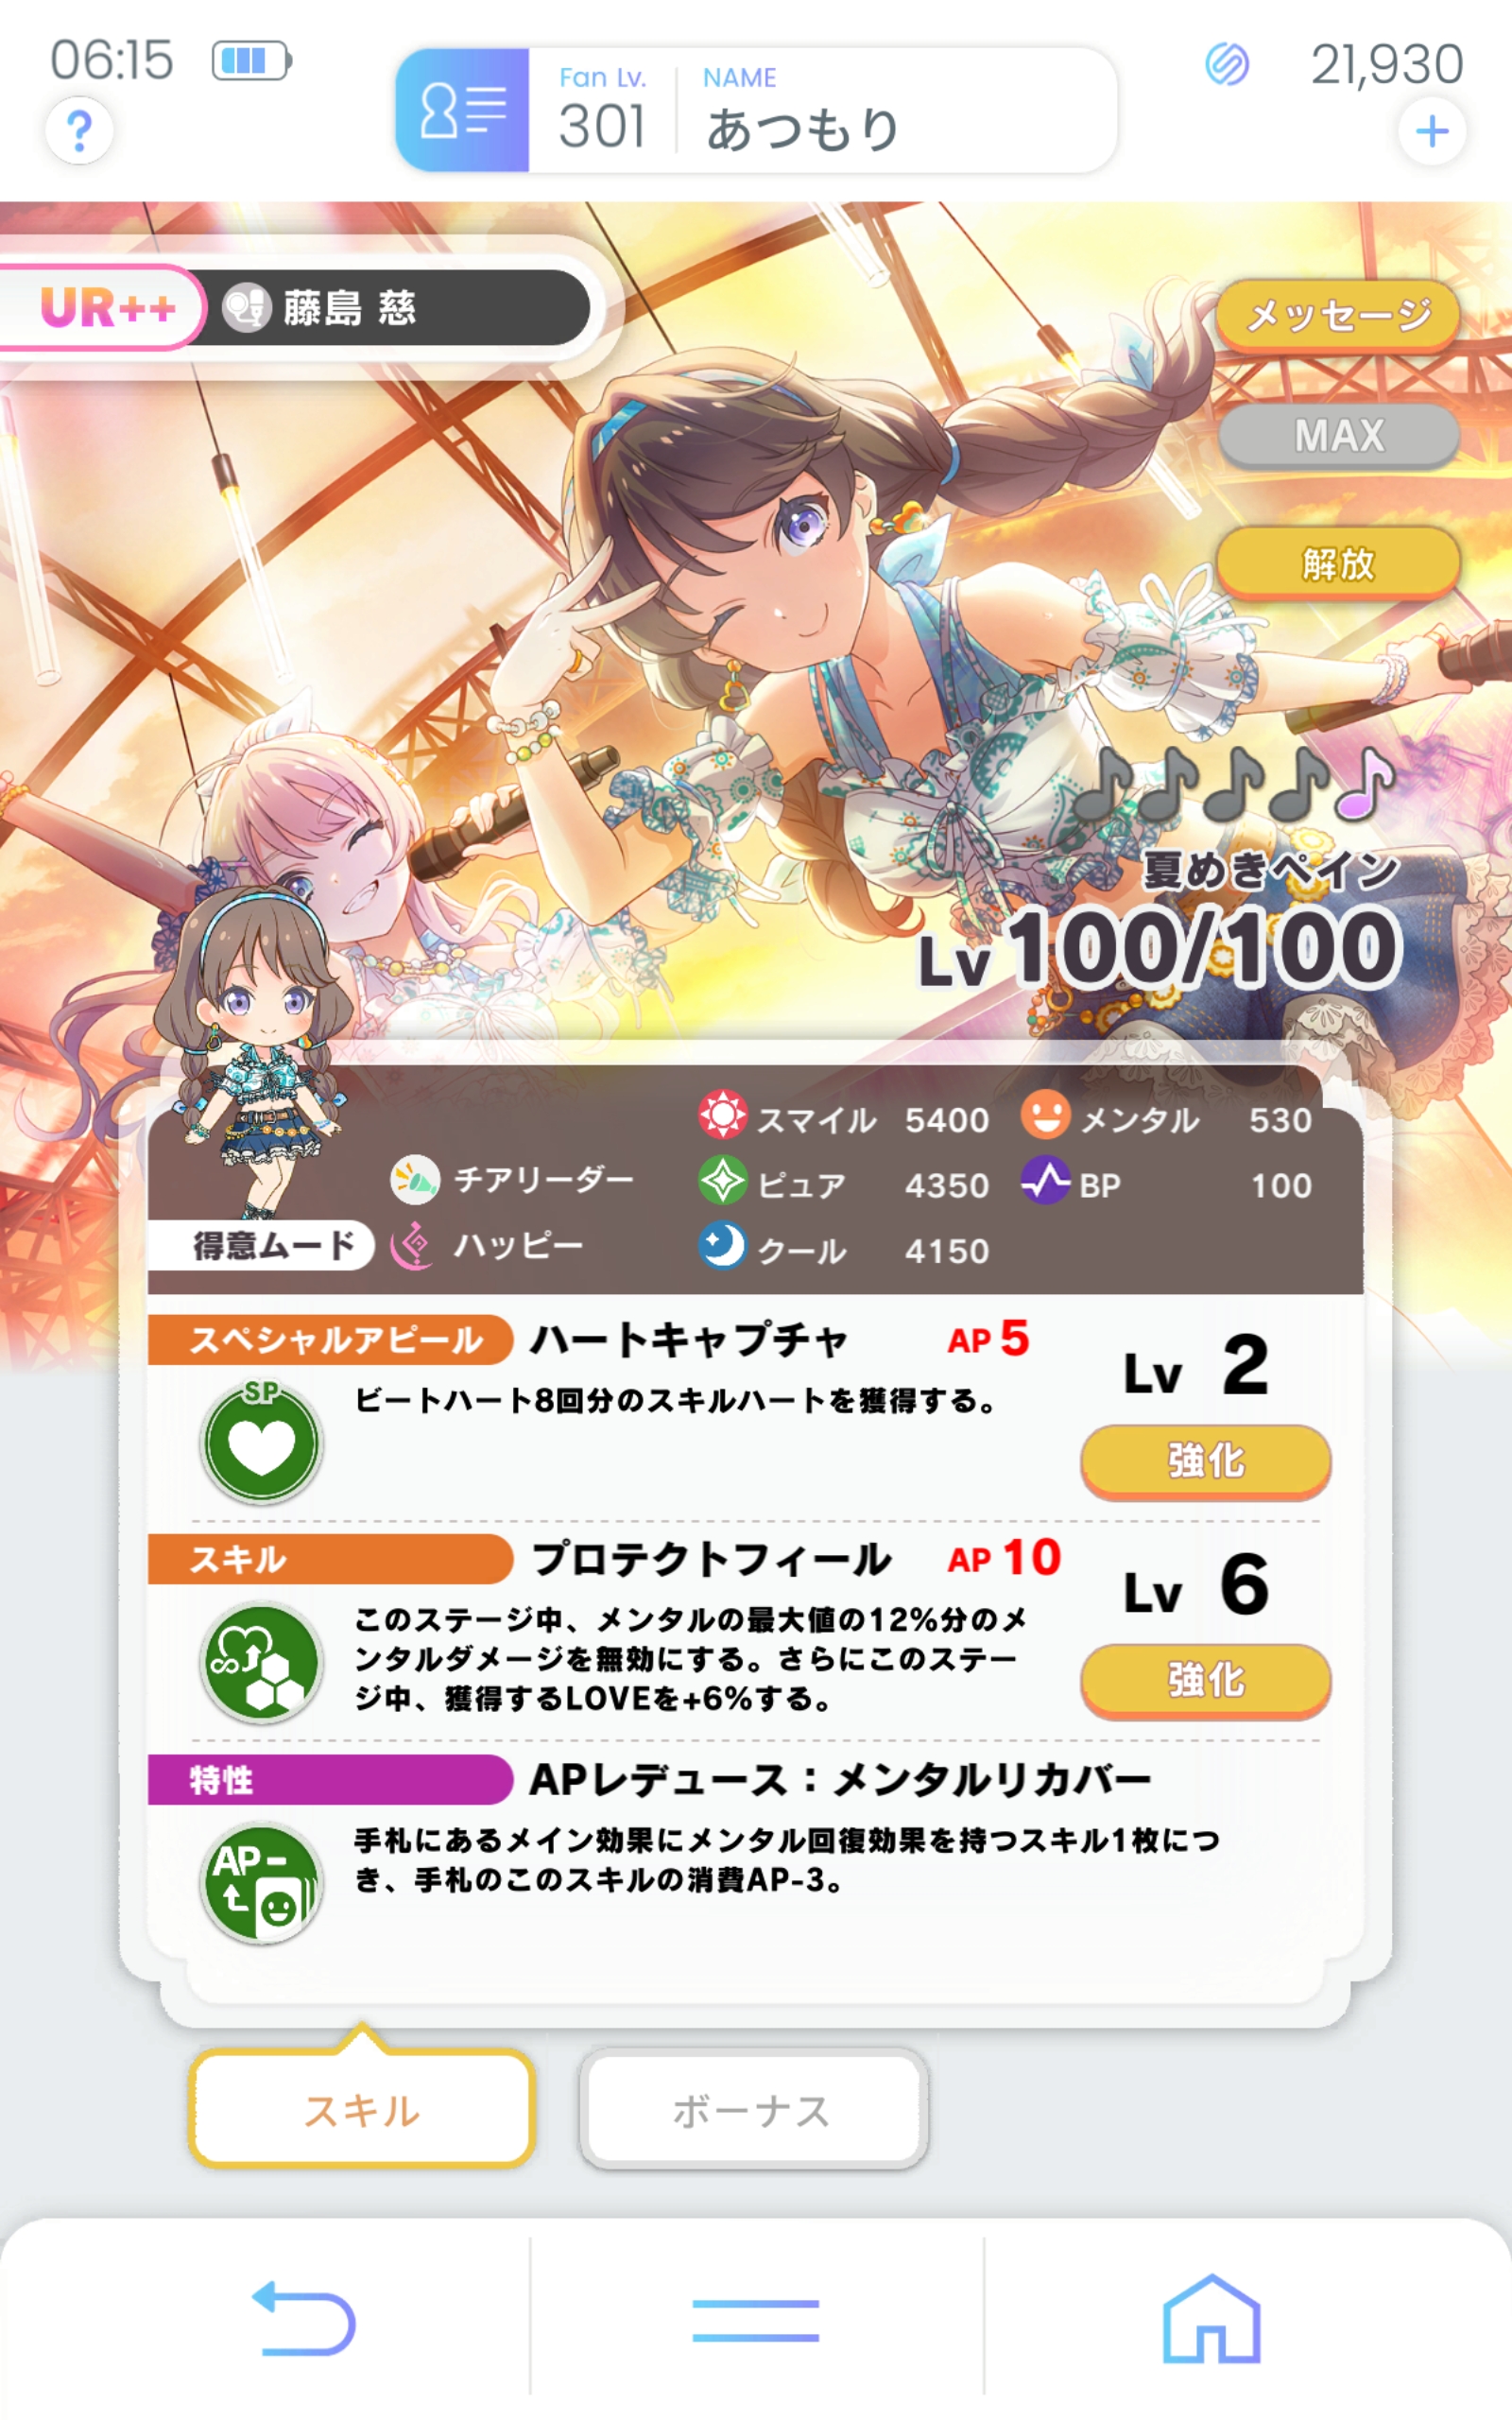 06:15
Fan Lv.
301
NAME
あつもり
21,930
?
+
UR++
藤島 慈
メッセージ
MAX
解放
夏めきペイン
Lv 100/100
スマイル 5400
メンタル 530
チアリーダー
ピュア 4350
BP 100
得意ムード
ハッピー
クール 4150
スペシャルアピール
ハートキャプチャ
AP 5
Lv 2
SP
ビートハート8回分のスキルハートを獲得する。
強化
スキル
プロテクトフィール
AP 10
Lv 6
このステージ中、メンタルの最大値の12%分のメ
ンタルダメージを無効にする。さらにこのステー
ジ中、獲得するLOVEを+6%する。
強化
特性
APレデュース：メンタルリカバー
AP-
手札にあるメイン効果にメンタル回復効果を持つスキル1枚につ
き、手札のこのスキルの消費AP-3。
スキル
ボーナス